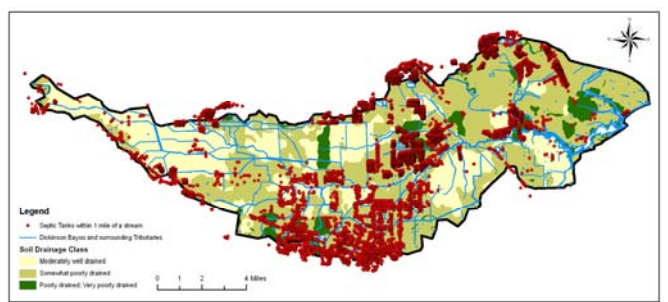 N
Legend
Septic Tanks within 1 mile of a stream
Dickinson Bayou and surrounding Tributaries
Soil Drainage Class
Moderately well drained
Somewhat poorly drained
Poorly drained; Very poorly drained
0 1 2 4 Miles